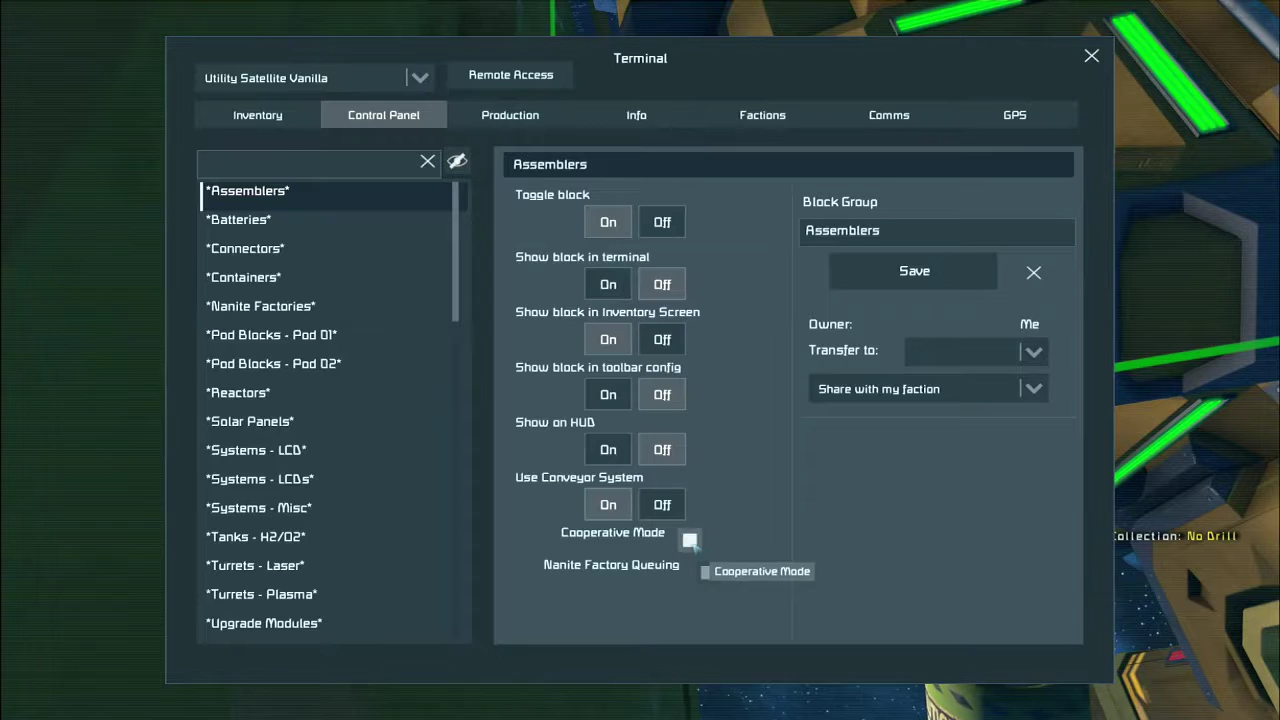 Terminal
Utility Satellite Vanilla
Remote Access
Inventory
Control Panel
Production
Info
Factions
Comms
GPS
*Assemblers*
*Batteries*
*Connectors*
*Containers*
*Nanite Factories*
*Pod Blocks - Pod 01*
*Pod Blocks - Pod 02*
*Reactors*
*Solar Panels*
*Systems - LCD*
*Systems - LCDs*
*Systems - Misc*
*Tanks - H2/O2*
*Turrets - Laser*
*Turrets - Plasma*
*Upgrade Modules*
Assemblers
Toggle block
On Off
Show block in terminal
On Off
Show block in Inventory Screen
On Off
Show block in toolbar config
On Off
Show on HUD
On Off
Use Conveyor System
On Off
Cooperative Mode
Nanite Factory Queuing
Cooperative Mode
Block Group
Assemblers
Save
Owner: Me
Transfer to:
Share with my faction
Collection: No Drill